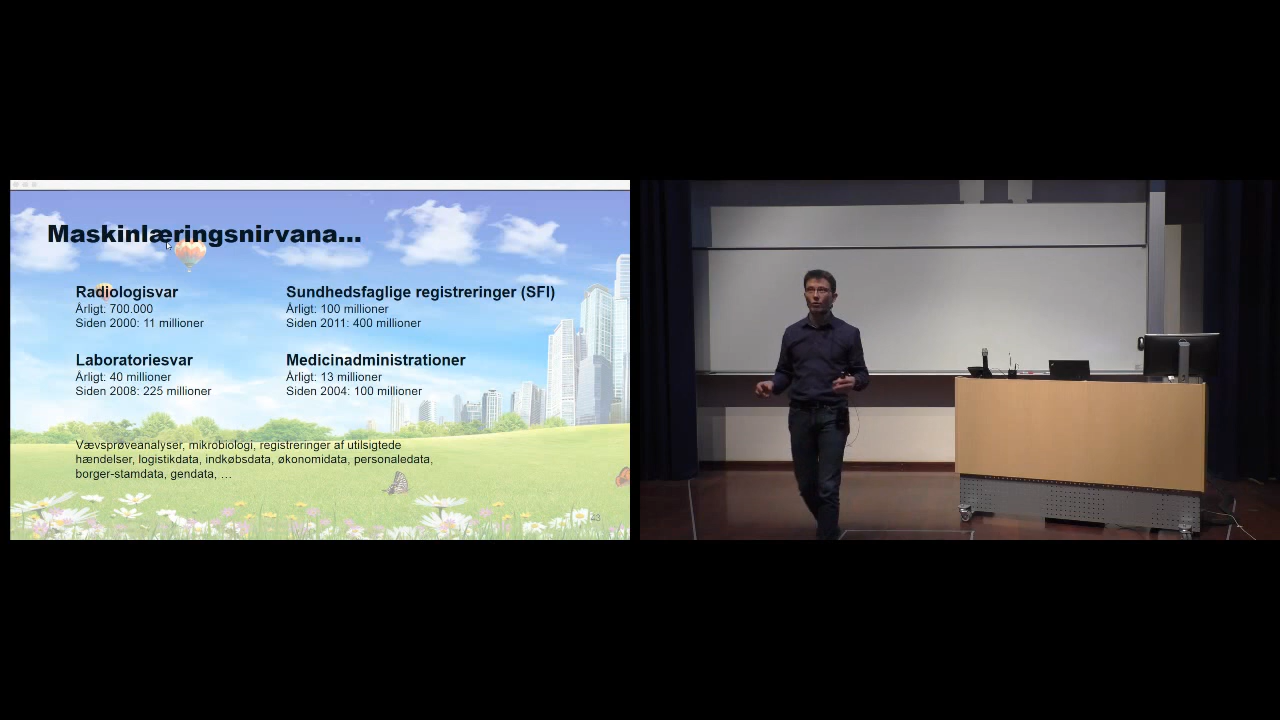 Maskinlæringsnirvana...
Radiologisvar
Årligt: 700.000
Siden 2000: 11 millioner
Sundhedsfaglige registreringer (SFI)
Årligt: 100 millioner
Siden 2011: 400 millioner
Laboratoriesvar
Årligt: 40 millioner
Siden 2008: 225 millioner
Medicinadministrationer
Årligt: 13 millioner
Siden 2004: 100 millioner
Vævsprøveanalyser, mikrobiologi, registreringer af utilsigtede
hændelser, logistikdata, indkøbsdata, økonomidata, personaledata,
borger-stamdata, gendata, …
43